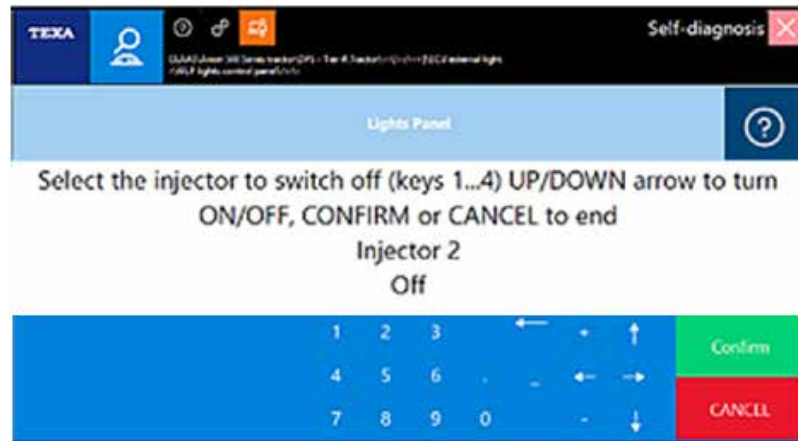 TEXA
Self-diagnosis
Lights Panel
Select the injector to switch off (keys 1...4) UP/DOWN arrow to turn
ON/OFF, CONFIRM or CANCEL to end
Injector 2
Off
1 2 3 +
4 5 6 . _
7 8 9 0 -
Confirm
CANCEL